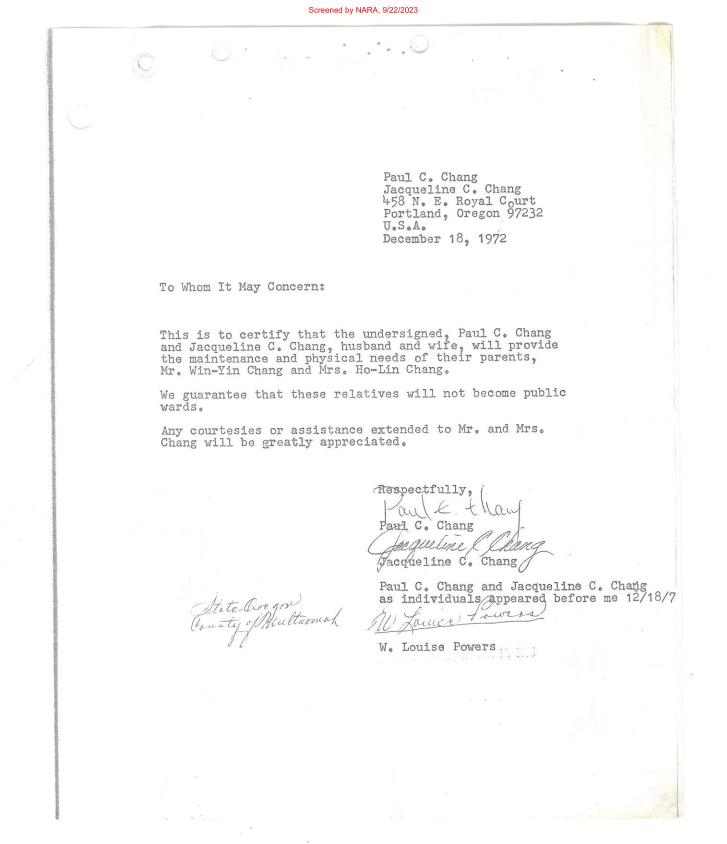 Screened by NARA, 9/22/2023
Paul C. Chang
Jacqueline C. Chang
458 N. E. Royal Court
Portland, Oregon 97232
U.S.A.
December 18, 1972
To Whom It May Concern:
This is to certify that the undersigned, Paul C. Chang
and Jacqueline C. Chang, husband and wife, will provide
the maintenance and physical needs of their parents,
Mr. Win-Yin Chang and Mrs. Ho-Lin Chang.
We guarantee that these relatives will not become public
wards.
Any courtesies or assistance extended to Mr. and Mrs.
Chang will be greatly appreciated.
Respectfully,
Paul C. Chang
Paul C. Chang
Jacqueline C Chang
Jacqueline C. Chang
Paul C. Chang and Jacqueline C. Chang
as individuals appeared before me 12/18/7
State Oregon
County of Multnomah
W Louise Powers
W. Louise Powers